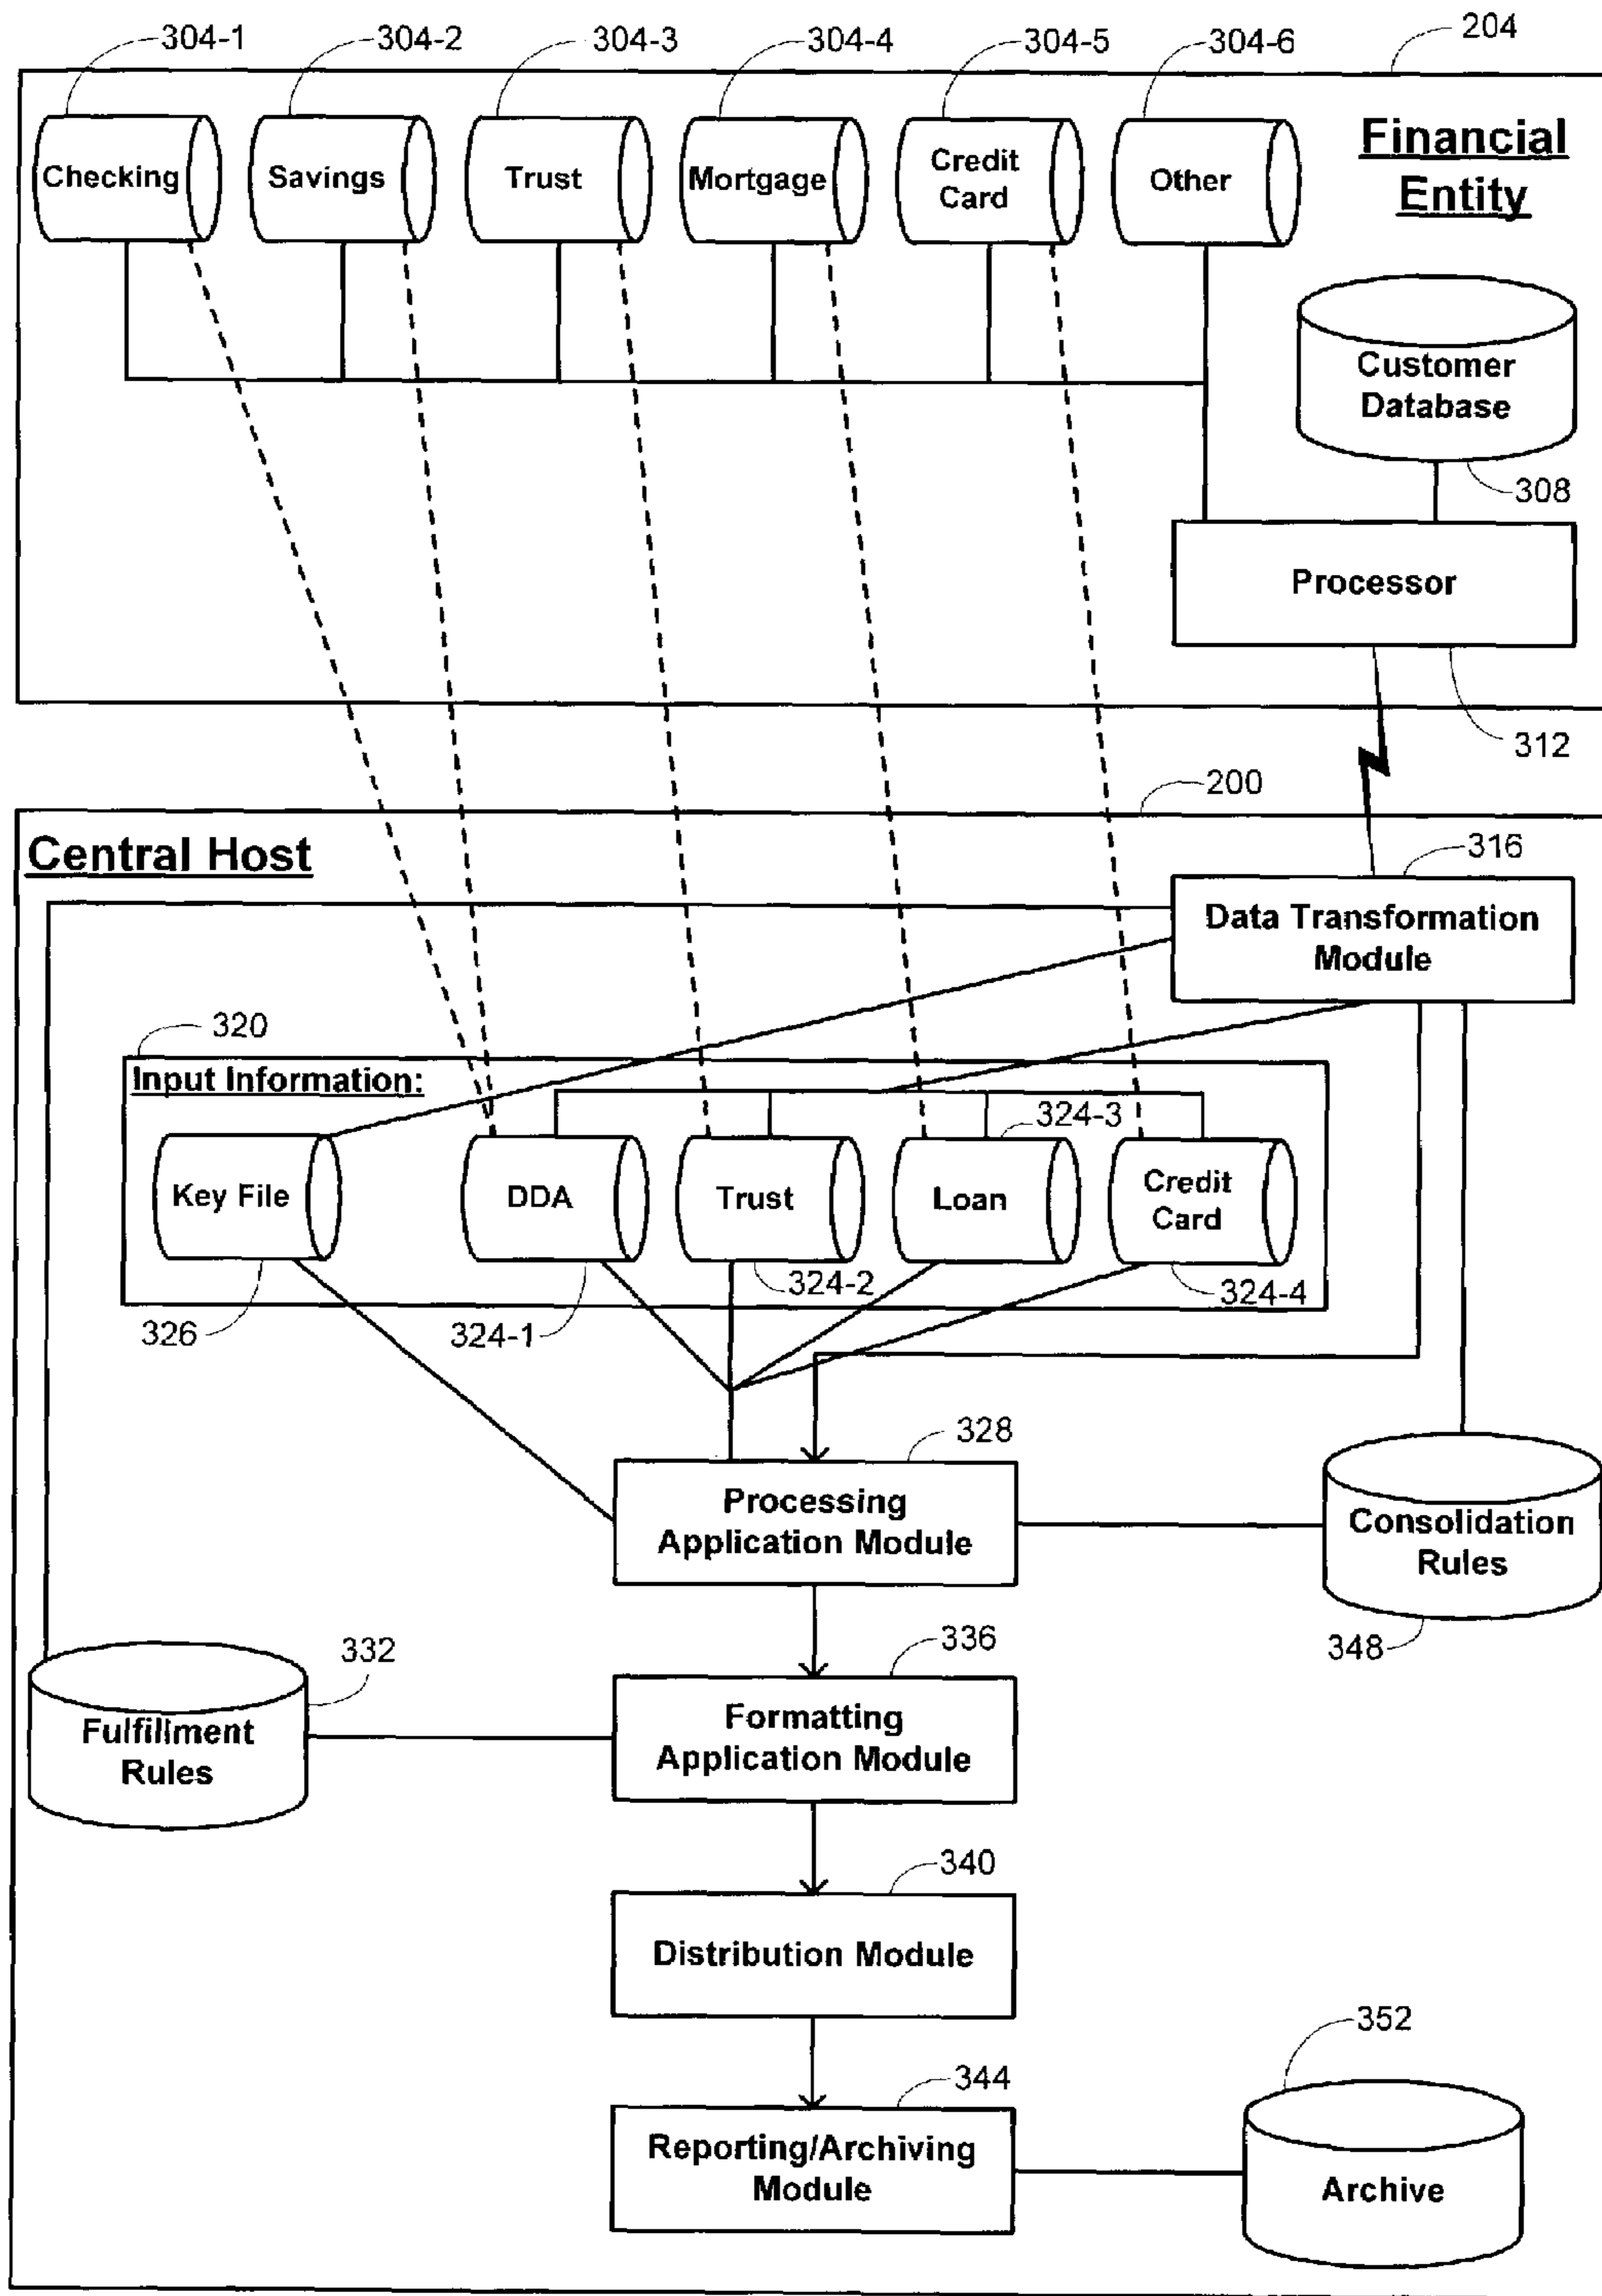 304-1
304-2
304-3
304-4
304-5
304-6
204
Checking
Savings
Trust
Mortgage
Credit
Card
Other
Financial
Entity
Customer
Database
308
Processor
312
200
Central Host
316
Data Transformation
Module
320
Input Information:
324-3
Key File
DDA
Trust
Loan
Credit
Card
326
324-1
324-2
324-4
328
Processing
Application Module
Consolidation
Rules
348
332
336
Fulfillment
Rules
Formatting
Application Module
340
Distribution Module
352
344
Reporting/Archiving
Module
Archive